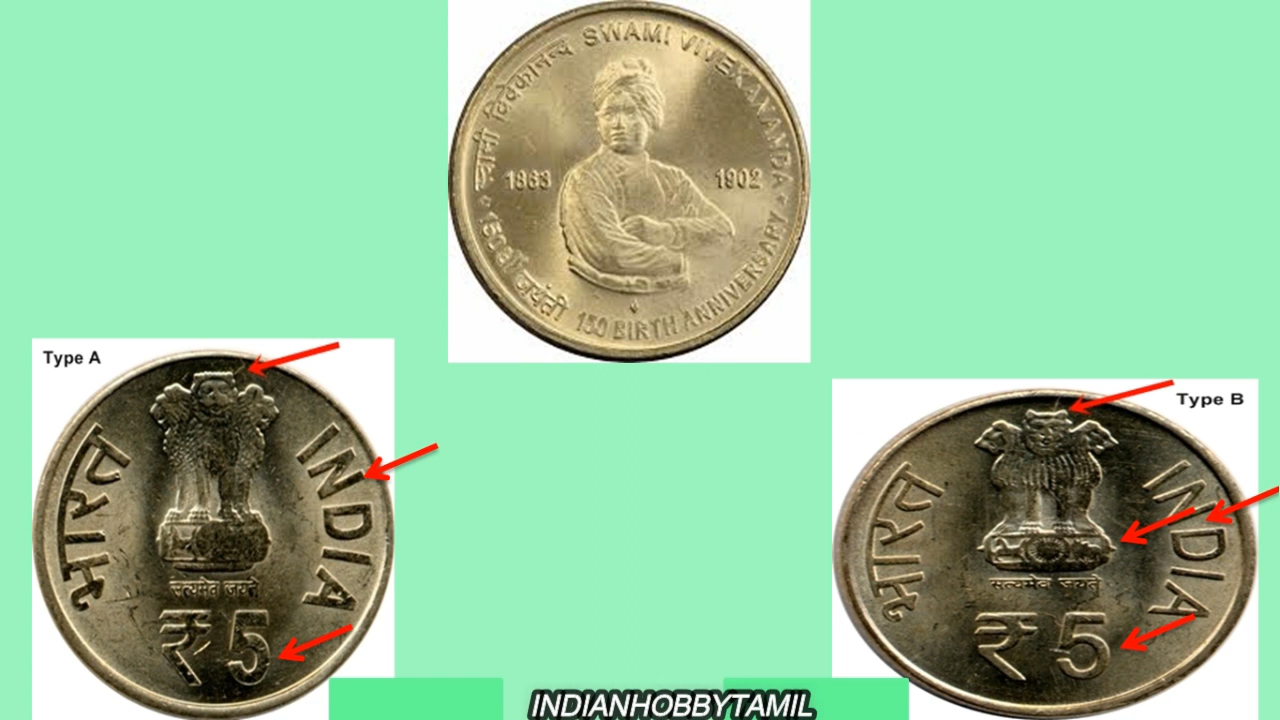 स्वामी विवेकानन्द SWAMI VIVEKANANDA
1863 1902
150वीं जयंती 150 BIRTH ANNIVERSARY
Type A
भारत
INDIA
सत्यमेव जयते
₹ 5
Type B
भारत
INDIA
सत्यमेव जयते
₹ 5
INDIANHOBBYTAMIL